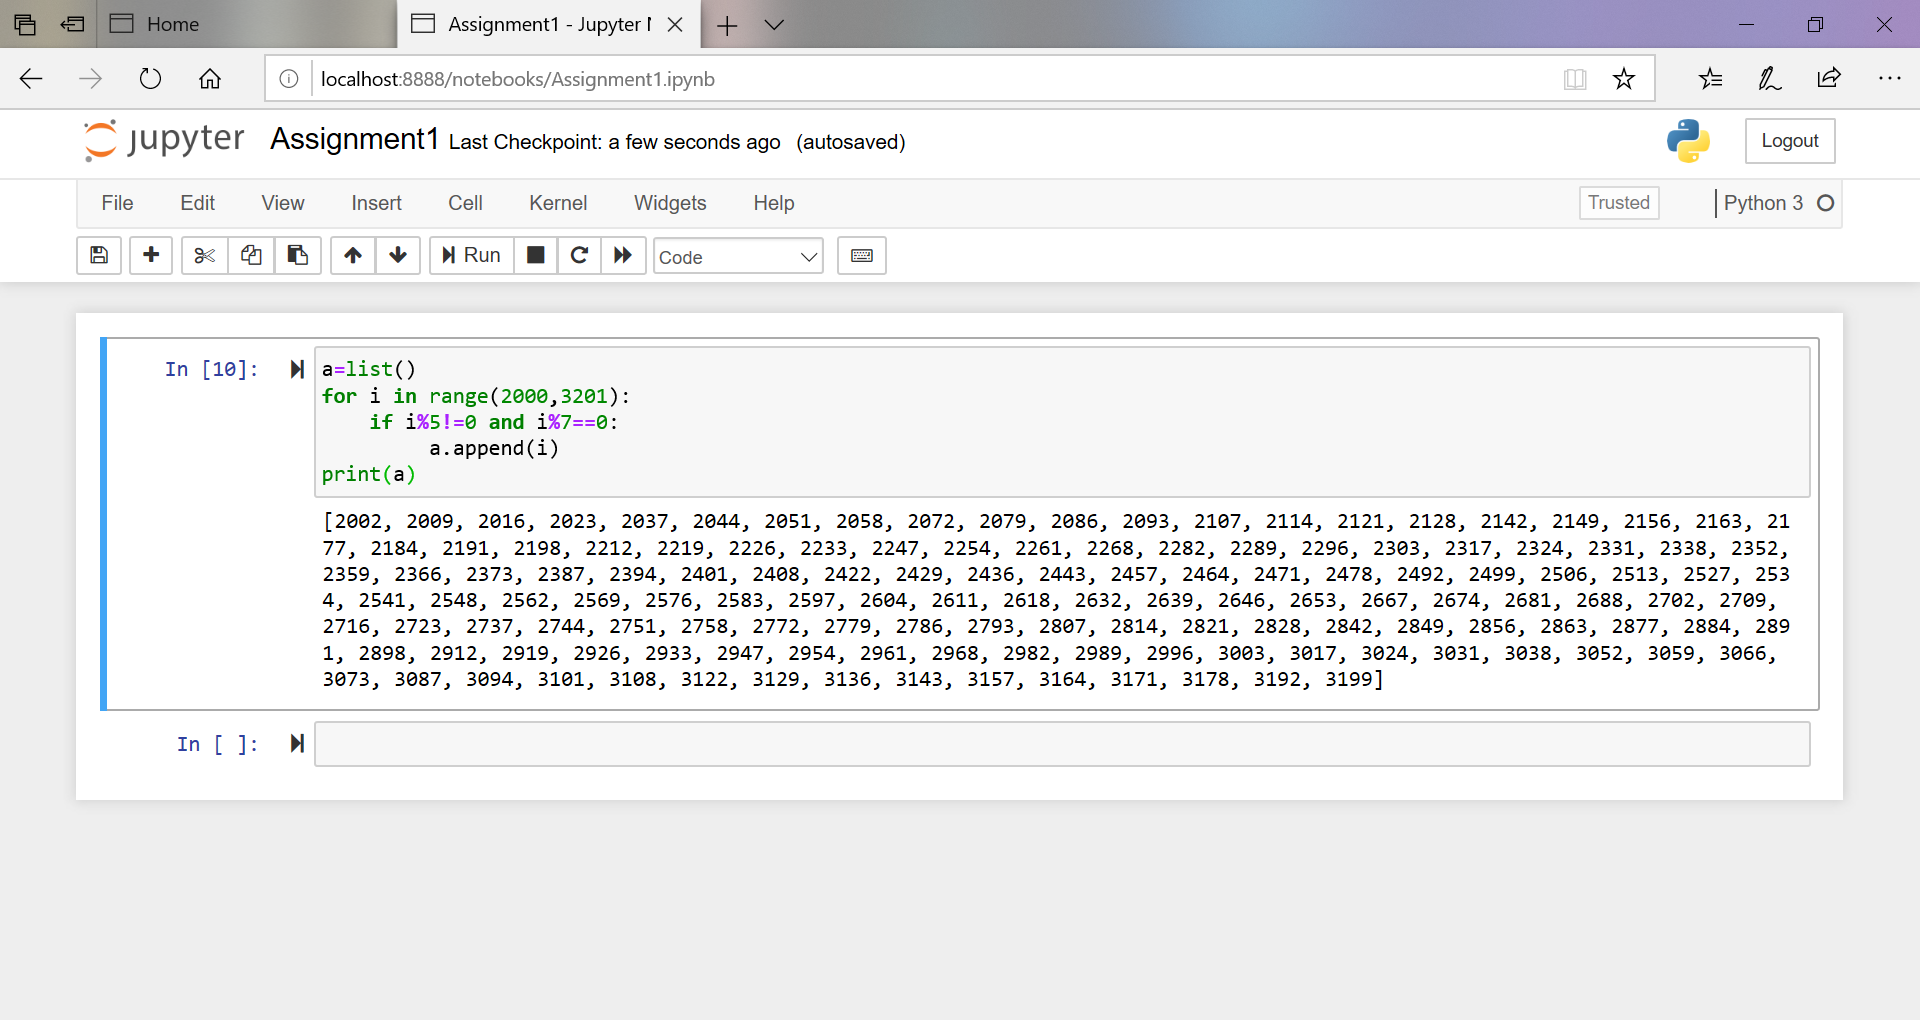 Home
Assignment1 - Jupyter N
localhost:8888/notebooks/Assignment1.ipynb
jupyter Assignment1 Last Checkpoint: a few seconds ago (autosaved)
Logout
File Edit View Insert Cell Kernel Widgets Help Trusted Python 3
Run Code
In [10]:
a=list()
for i in range(2000,3201):
    if i%5!=0 and i%7==0:
         a.append(i)
print(a)
[2002, 2009, 2016, 2023, 2037, 2044, 2051, 2058, 2072, 2079, 2086, 2093, 2107, 2114, 2121, 2128, 2142, 2149, 2156, 2163, 21
77, 2184, 2191, 2198, 2212, 2219, 2226, 2233, 2247, 2254, 2261, 2268, 2282, 2289, 2296, 2303, 2317, 2324, 2331, 2338, 2352,
2359, 2366, 2373, 2387, 2394, 2401, 2408, 2422, 2429, 2436, 2443, 2457, 2464, 2471, 2478, 2492, 2499, 2506, 2513, 2527, 253
4, 2541, 2548, 2562, 2569, 2576, 2583, 2597, 2604, 2611, 2618, 2632, 2639, 2646, 2653, 2667, 2674, 2681, 2688, 2702, 2709,
2716, 2723, 2737, 2744, 2751, 2758, 2772, 2779, 2786, 2793, 2807, 2814, 2821, 2828, 2842, 2849, 2856, 2863, 2877, 2884, 289
1, 2898, 2912, 2919, 2926, 2933, 2947, 2954, 2961, 2968, 2982, 2989, 2996, 3003, 3017, 3024, 3031, 3038, 3052, 3059, 3066,
3073, 3087, 3094, 3101, 3108, 3122, 3129, 3136, 3143, 3157, 3164, 3171, 3178, 3192, 3199]
In [ ]: